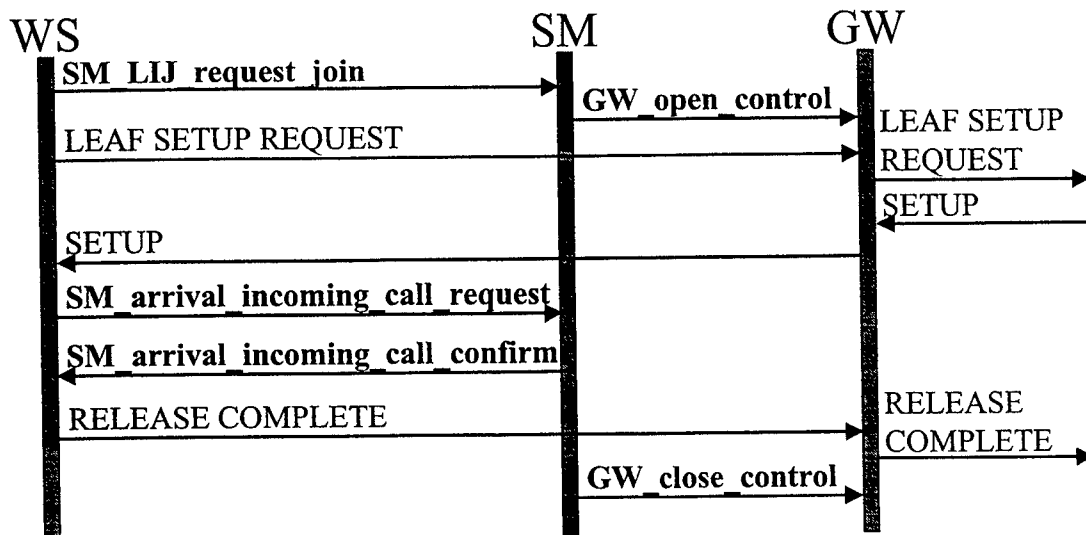 WS SM GW
SM_LIJ_request_join
GW_open_control
LEAF SETUP REQUEST
LEAF SETUP
REQUEST
SETUP
SETUP
SM_arrival_incoming_call_request
SM_arrival_incoming_call_confirm
RELEASE COMPLETE
RELEASE
COMPLETE
GW_close_control